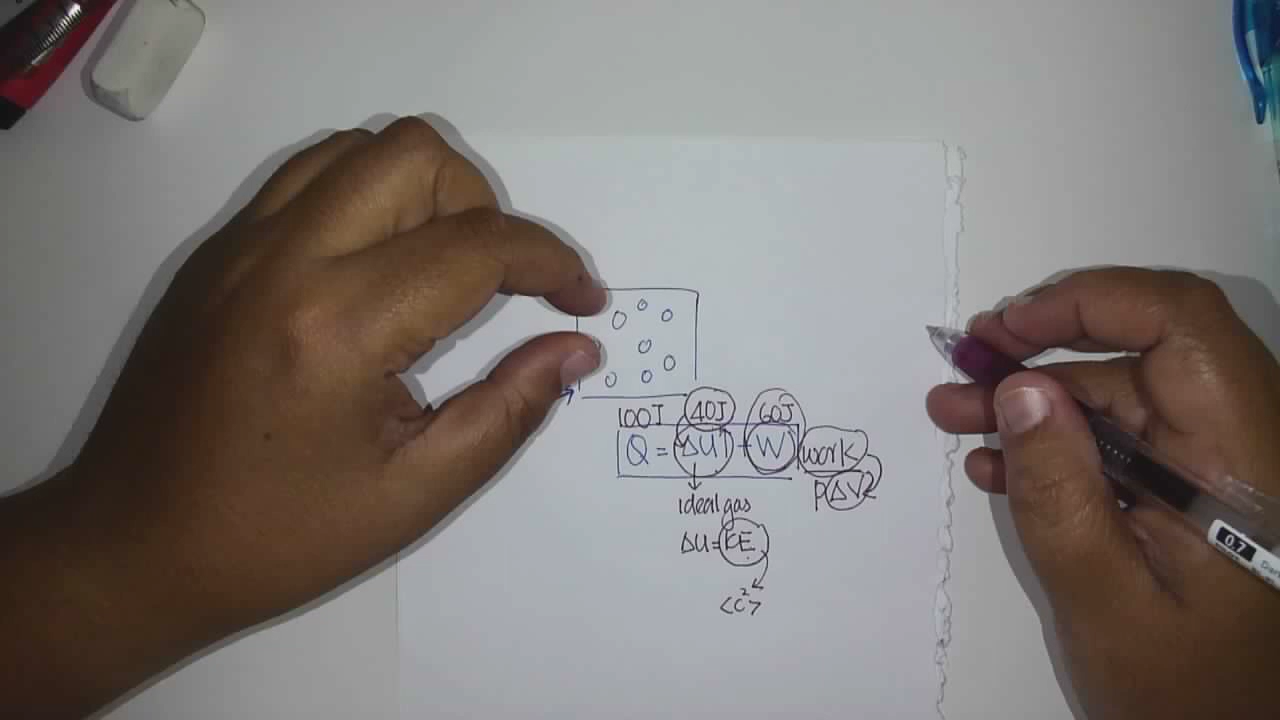 100J 40J 60J
Q = ΔU + W work
PΔV
ideal gas
ΔU = KE
<c²>
0.7